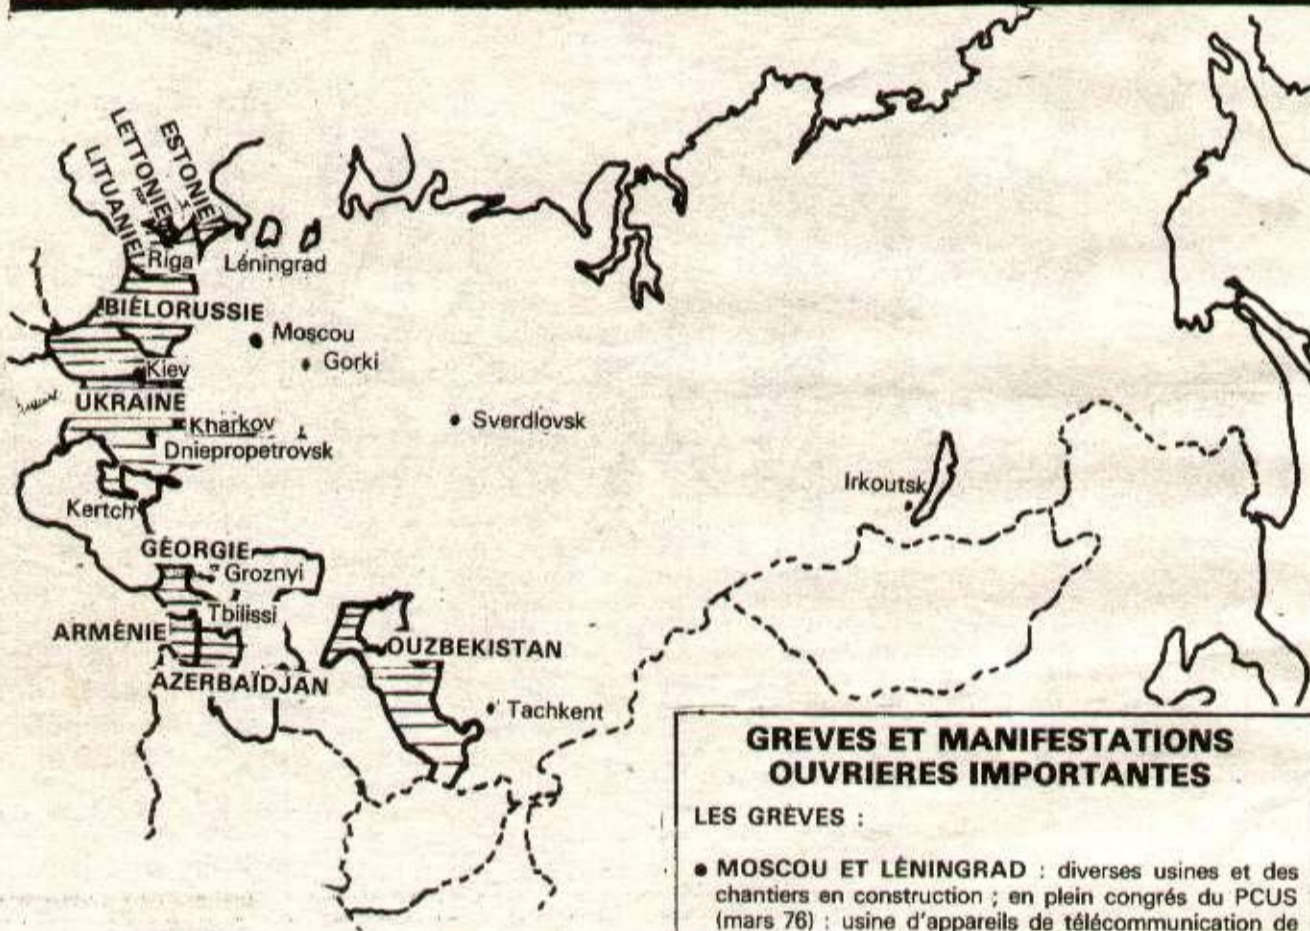 ESTONIE
LETTONIE
LITUANIE
Riga
Léningrad
BIÉLORUSSIE
Moscou
Gorki
Kiev
UKRAINE
Kharkov
Dniepropetrovsk
Sverdlovsk
Irkoutsk
Kertch
GÉORGIE
Groznyi
Tbilissi
ARMÉNIE
OUZBEKISTAN
AZERBAÏDJAN
Tachkent
GREVES ET MANIFESTATIONS
OUVRIERES IMPORTANTES
LES GRÈVES :
• MOSCOU ET LÉNINGRAD : diverses usines et des
chantiers en construction ; en plein congrés du PCUS
(mars 76) : usine d'appareils de télécommunication de